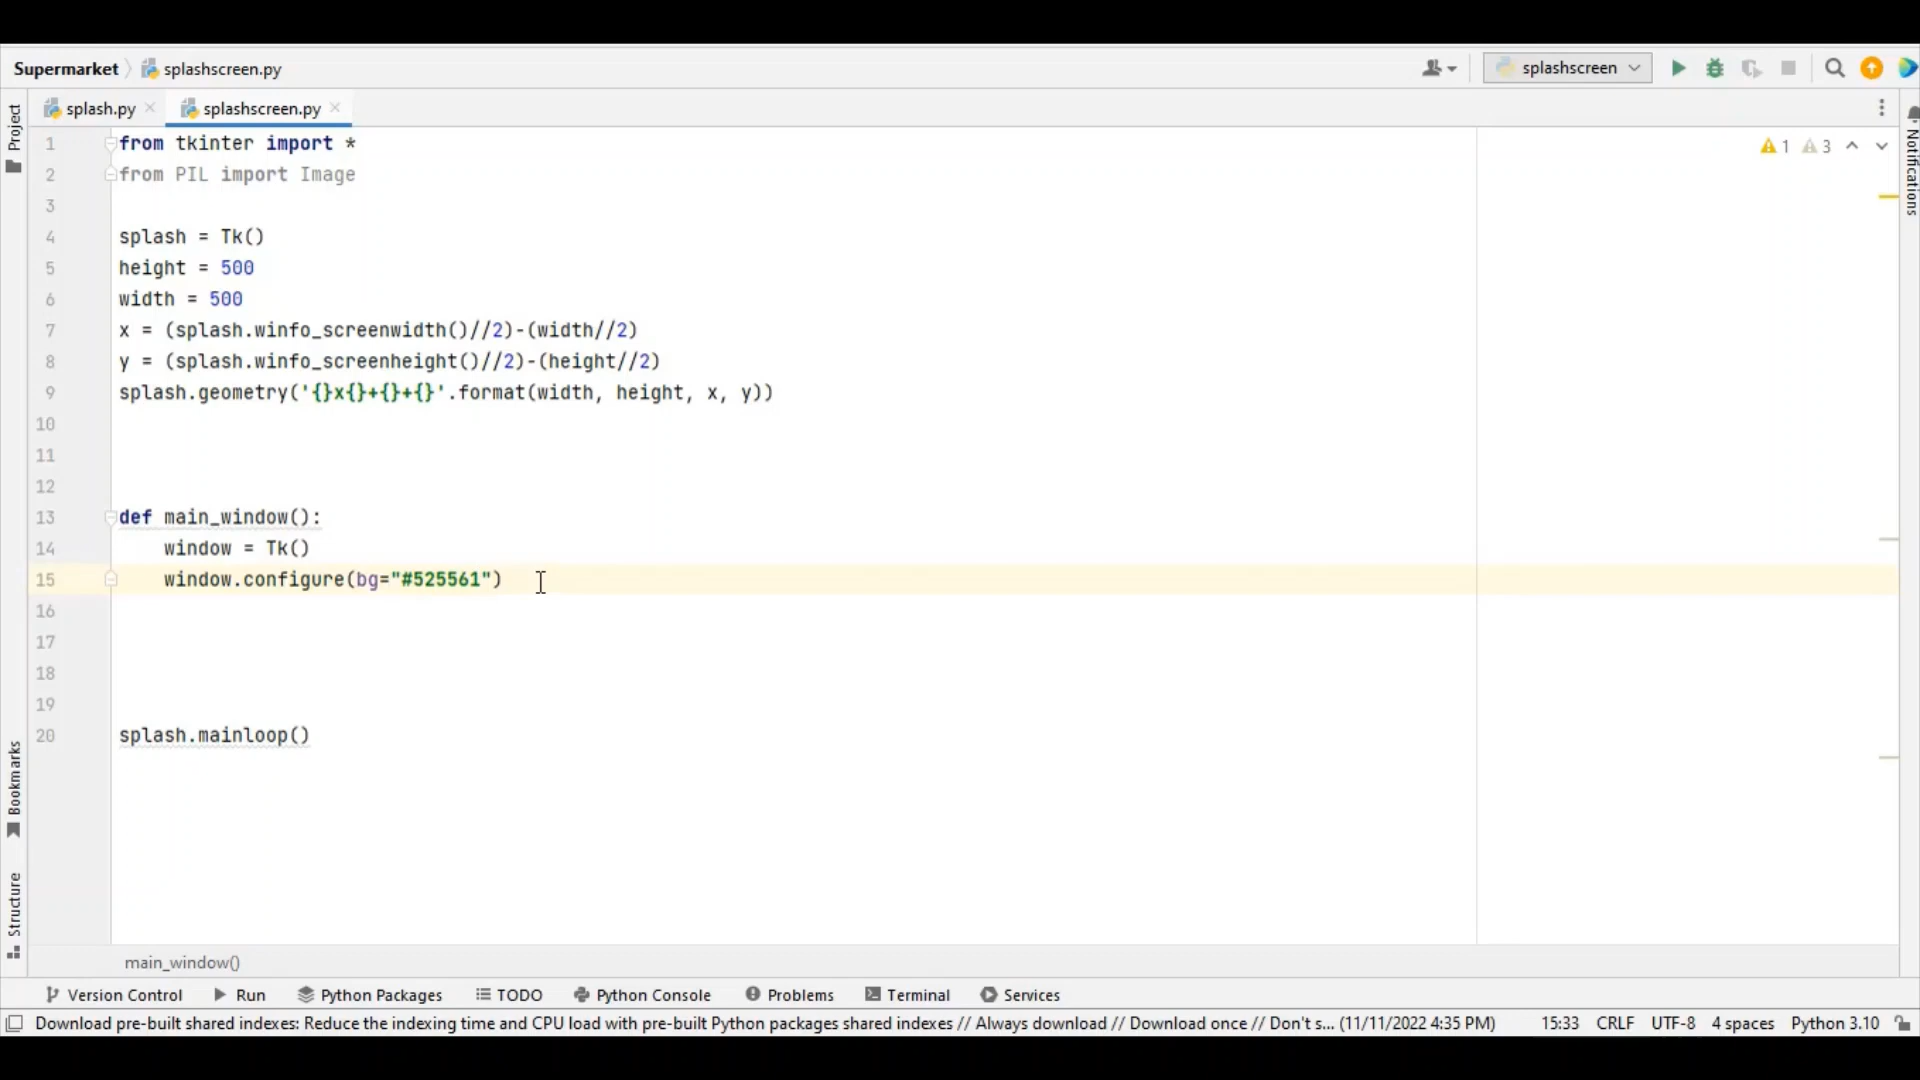 Supermarket splashscreen.py splashscreen
splash.py splashscreen.py
Project
Bookmarks
Structure
Notifications
1 3
1 from tkinter import *
2 from PIL import Image
3
4 splash = Tk()
5 height = 500
6 width = 500
7 x = (splash.winfo_screenwidth()//2)-(width//2)
8 y = (splash.winfo_screenheight()//2)-(height//2)
9 splash.geometry('{}x{}+{}+{}'.format(width, height, x, y))
10
11
12
13 def main_window():
14 window = Tk()
15 window.configure(bg="#525561")
16
17
18
19
20 splash.mainloop()
main_window()
Version Control Run Python Packages TODO Python Console Problems Terminal Services
Download pre-built shared indexes: Reduce the indexing time and CPU load with pre-built Python packages shared indexes // Always download // Download once // Don't s... (11/11/2022 4:35 PM) 15:33 CRLF UTF-8 4 spaces Python 3.10